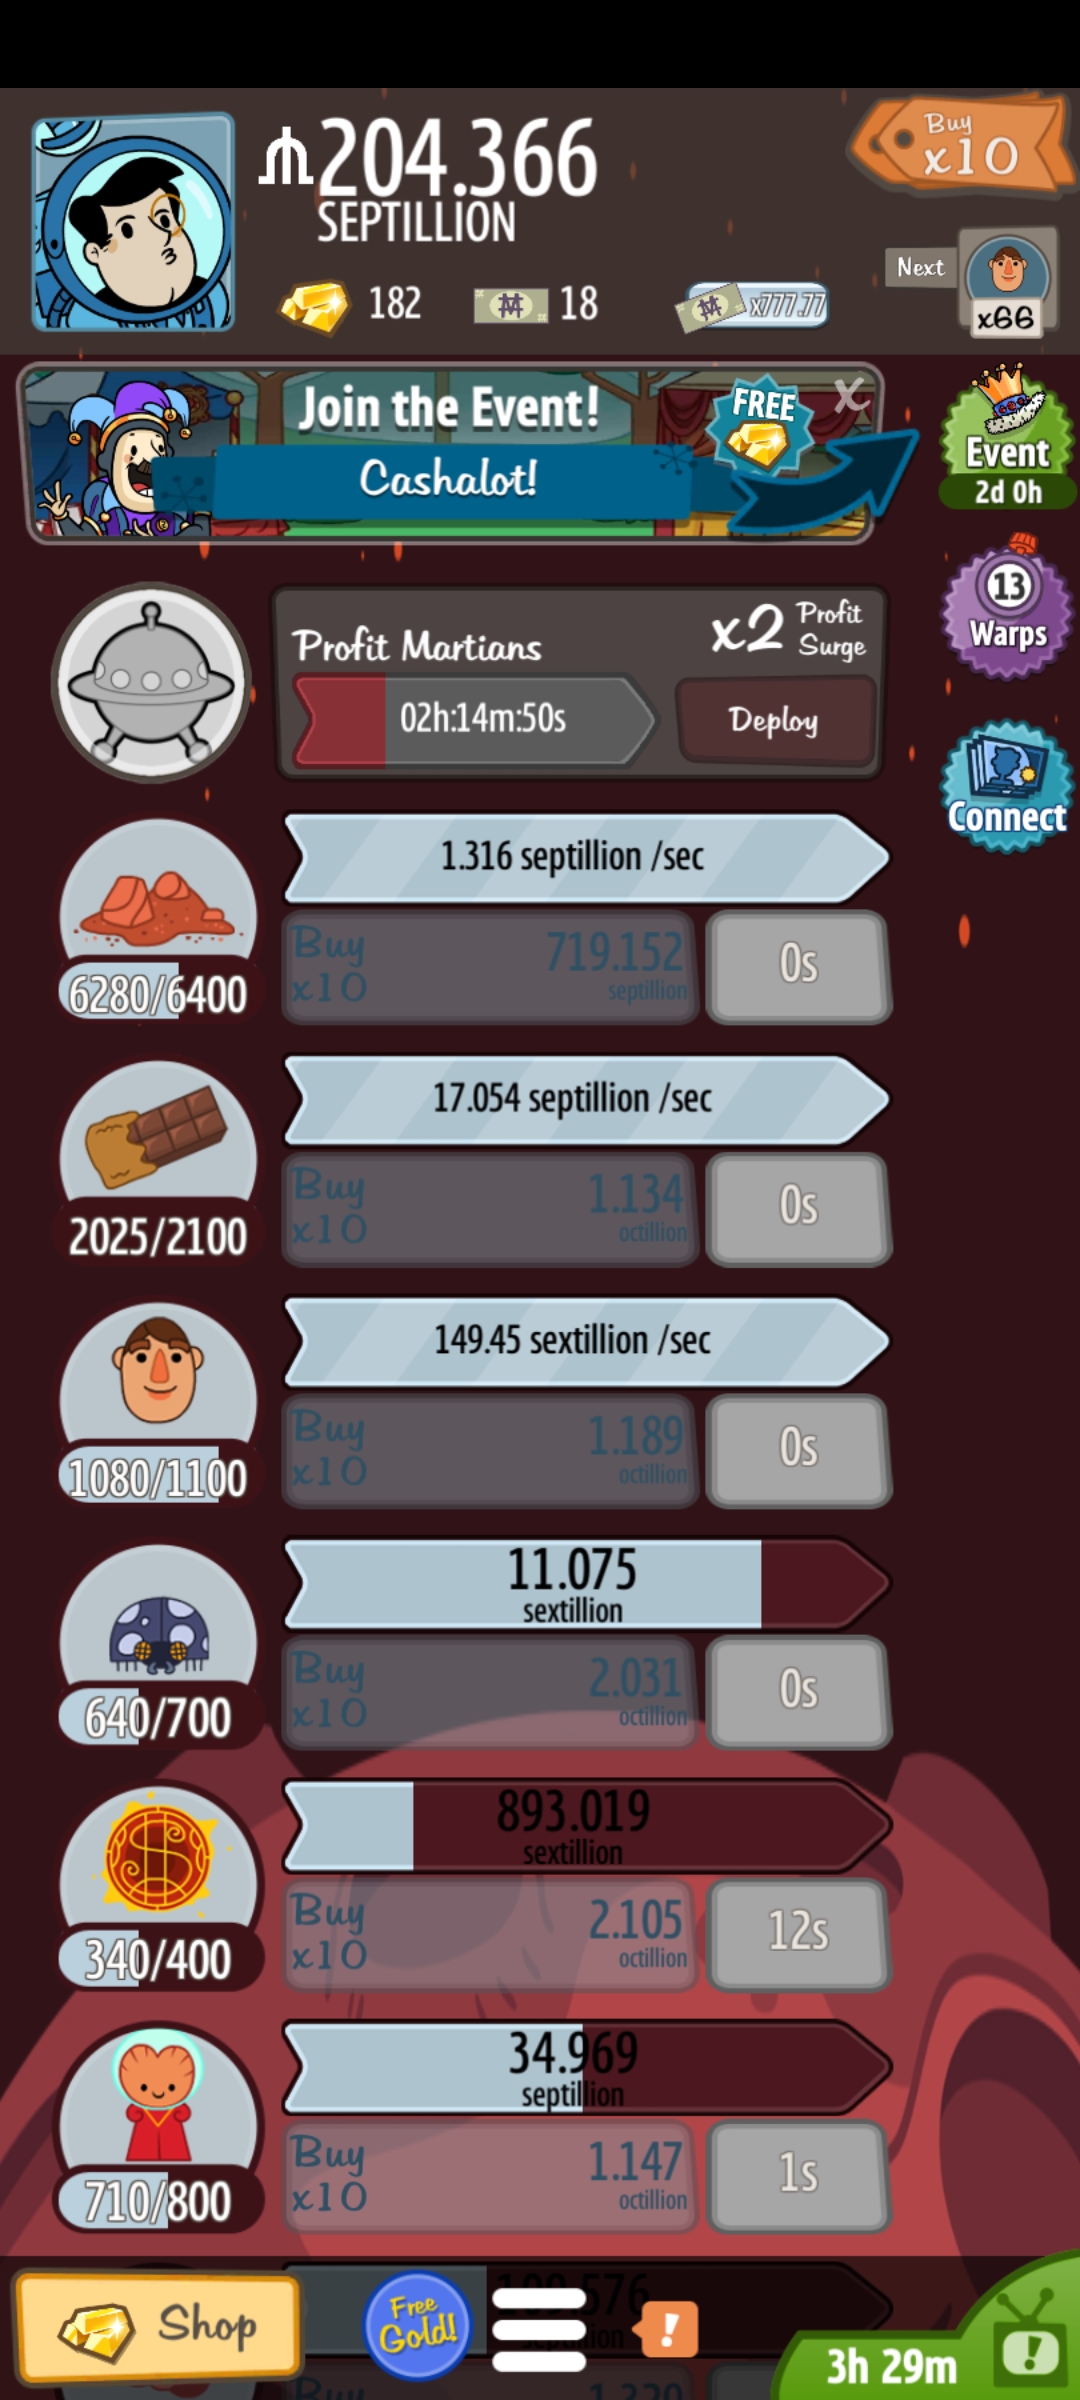 204.366
SEPTILLION
Buy
x10
182
18
x777.77
Next
x66
Join the Event!
FREE
X
Cashalot!
Event
2d 0h
13
Warps
Profit Martians
x2 Profit
Surge
02h:14m:50s
Deploy
Connect
1.316 septillion /sec
Buy
x10
719.152
septillion
0s
6280/6400
17.054 septillion /sec
Buy
x10
1.134
octillion
0s
2025/2100
149.45 sextillion /sec
Buy
x10
1.189
octillion
0s
1080/1100
11.075
sextillion
Buy
x10
2.031
octillion
0s
640/700
893.019
sextillion
Buy
x10
2.105
octillion
12s
340/400
34.969
septillion
Buy
x10
1.147
octillion
1s
710/800
Shop
Free
Gold!
!
3h 29m
!
Buy